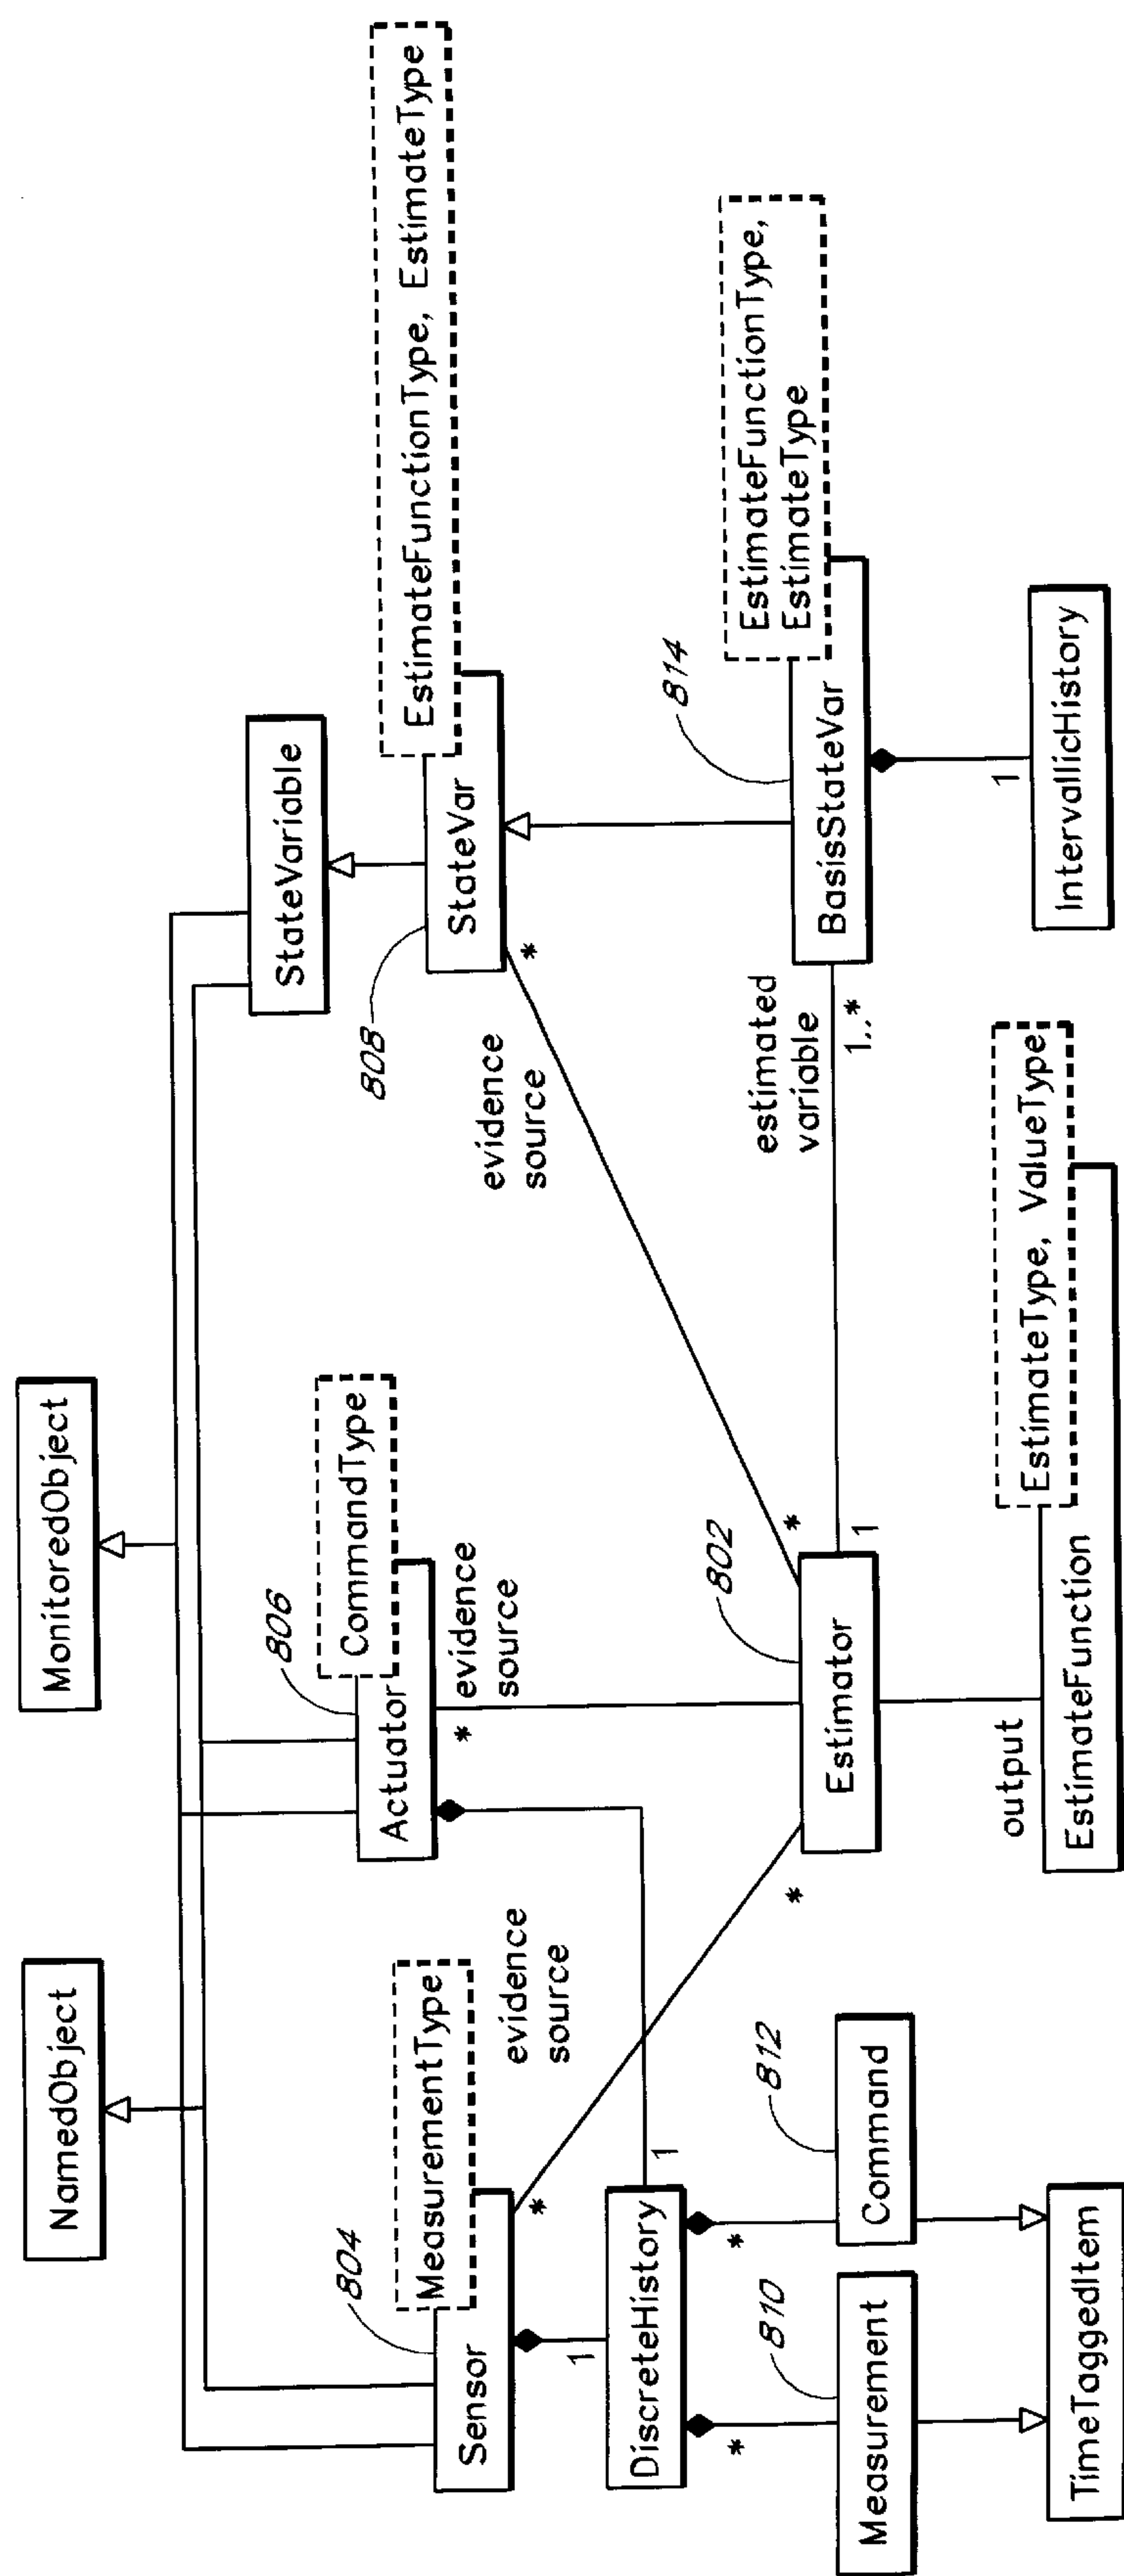 NamedObject
MonitoredObject
StateVariable
806
CommandType
Actuator
EstimateFunctionType, EstimateType
808
StateVar
*
804
MeasurementType
Sensor
*
evidence
source
*
evidence
source
evidence
source
1
DiscreteHistory
1
*
*
812
Command
810
Measurement
TimeTaggedItem
802
*
*
Estimator
1
estimated
variable
1..*
814
EstimateFunctionType,
EstimateType
BasisStateVar
output
EstimateType, ValueType
EstimateFunction
1
IntervallicHistory